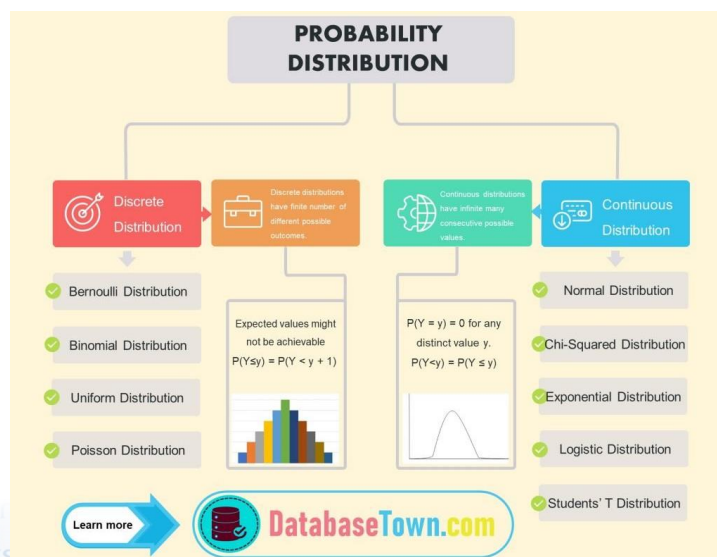 PROBABILITY
DISTRIBUTION
Discrete
Distribution
Discrete distributions
have finite number of
different possible
outcomes.
Continuous distributions
have infinite many
consecutive possible
values.
Continuous
Distribution
Bernoulli Distribution
Binomial Distribution
Uniform Distribution
Poisson Distribution
Expected values might
not be achievable
P(Y≤y) = P(Y < y + 1)
P(Y = y) = 0 for any
distinct value y.
P(Y<y) = P(Y ≤ y)
Normal Distribution
Chi-Squared Distribution
Exponential Distribution
Logistic Distribution
Students' T Distribution
Learn more
DatabaseTown.com